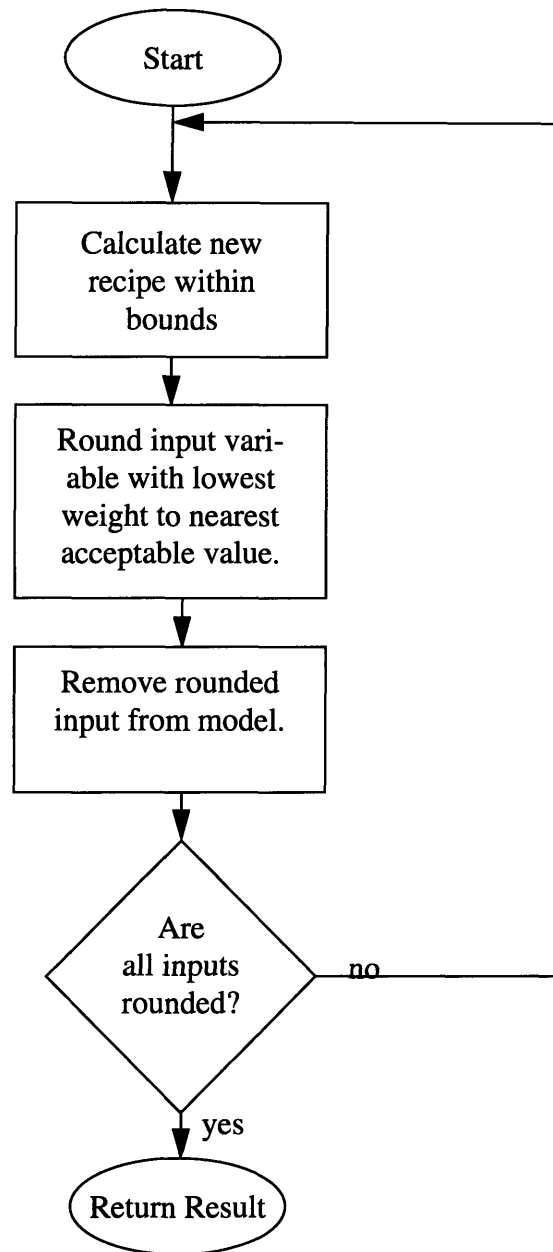 Start
Calculate new
recipe within
bounds
Round input vari-
able with lowest
weight to nearest
acceptable value.
Remove rounded
input from model.
Are
all inputs
rounded?
no
yes
Return Result